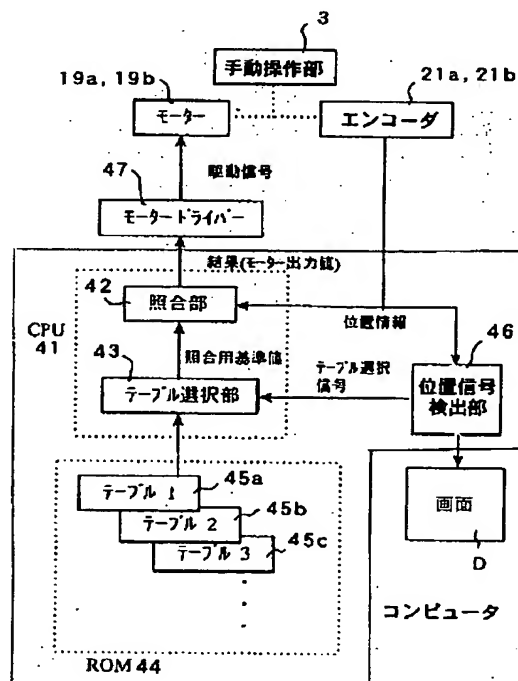 3
手動操作部
19a, 19b
21a, 21b
モーター
エンコーダ
47
駆動信号
モータードライバー
結果(モーター出力値)
42
照合部
位置情報
CPU
41
43
照合用基準値
テーブル選択
信号
46
テーブル選択部
位置信号
検出部
テーブル 1
45a
テーブル 2
45b
テーブル 3
45c
画面
D
コンピュータ
ROM 44